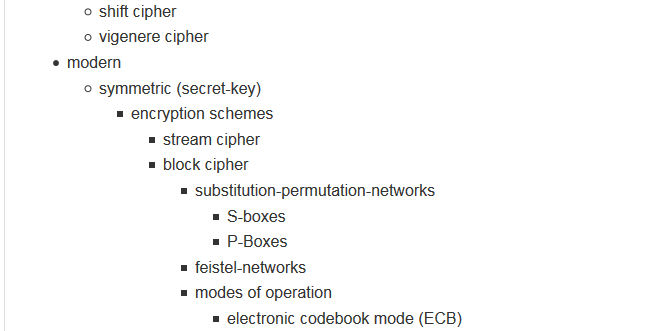 shift cipher
vigenere cipher
modern
symmetric (secret-key)
encryption schemes
stream cipher
block cipher
substitution-permutation-networks
S-boxes
P-Boxes
feistel-networks
modes of operation
electronic codebook mode (ECB)